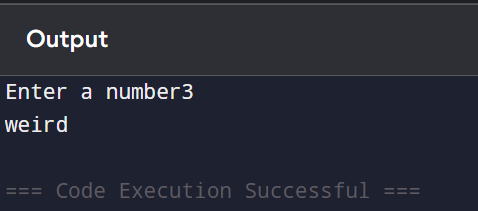 Output
Enter a number3
weird
=== Code Execution Successful ===